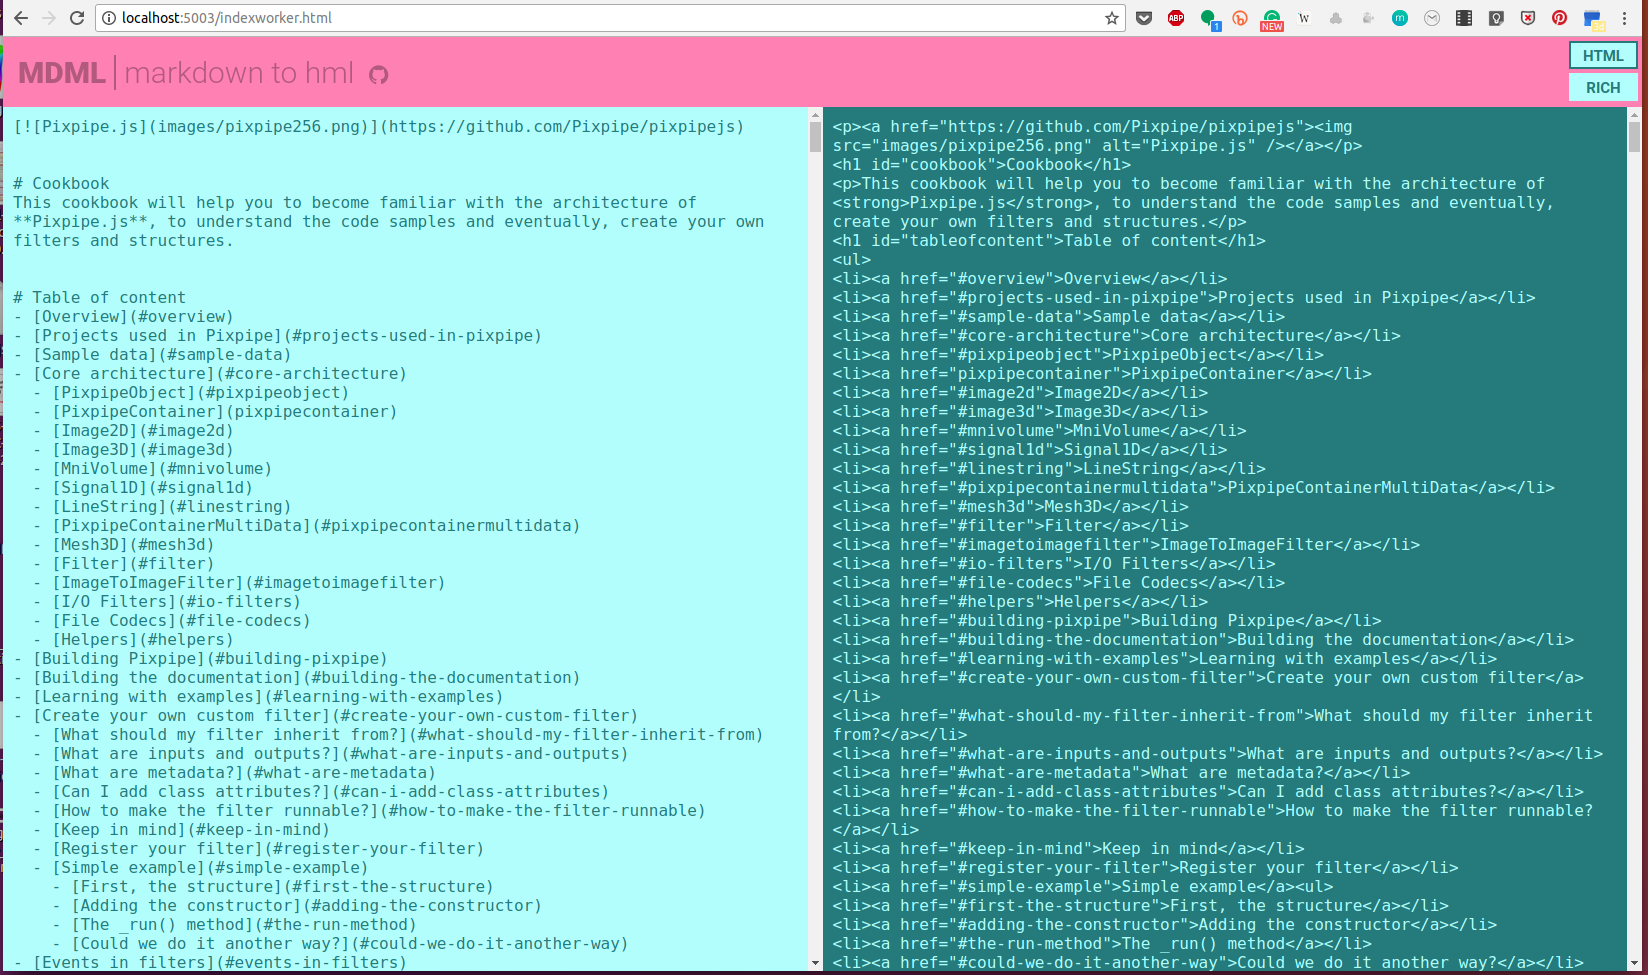 localhost:5003/indexworker.html
ABP
1
NEW
W
m
MDML | markdown to hml
HTML
RICH
[![Pixpipe.js](images/pixpipe256.png)](https://github.com/Pixpipe/pixpipejs)
# Cookbook
This cookbook will help you to become familiar with the architecture of
**Pixpipe.js**, to understand the code samples and eventually, create your own
filters and structures.
# Table of content
- [Overview](#overview)
- [Projects used in Pixpipe](#projects-used-in-pixpipe)
- [Sample data](#sample-data)
- [Core architecture](#core-architecture)
  - [PixpipeObject](#pixpipeobject)
  - [PixpipeContainer](pixpipecontainer)
  - [Image2D](#image2d)
  - [Image3D](#image3d)
  - [MniVolume](#mnivolume)
  - [Signal1D](#signal1d)
  - [LineString](#linestring)
  - [PixpipeContainerMultiData](#pixpipecontainermultidata)
  - [Mesh3D](#mesh3d)
  - [Filter](#filter)
  - [ImageToImageFilter](#imagetoimagefilter)
  - [I/O Filters](#io-filters)
  - [File Codecs](#file-codecs)
  - [Helpers](#helpers)
- [Building Pixpipe](#building-pixpipe)
- [Building the documentation](#building-the-documentation)
- [Learning with examples](#learning-with-examples)
- [Create your own custom filter](#create-your-own-custom-filter)
  - [What should my filter inherit from?](#what-should-my-filter-inherit-from)
  - [What are inputs and outputs?](#what-are-inputs-and-outputs)
  - [What are metadata?](#what-are-metadata)
  - [Can I add class attributes?](#can-i-add-class-attributes)
  - [How to make the filter runnable?](#how-to-make-the-filter-runnable)
  - [Keep in mind](#keep-in-mind)
  - [Register your filter](#register-your-filter)
  - [Simple example](#simple-example)
    - [First, the structure](#first-the-structure)
    - [Adding the constructor](#adding-the-constructor)
    - [The _run() method](#the-run-method)
    - [Could we do it another way?](#could-we-do-it-another-way)
- [Events in filters](#events-in-filters)
<p><a href="https://github.com/Pixpipe/pixpipejs"><img
src="images/pixpipe256.png" alt="Pixpipe.js" /></a></p>
<h1 id="cookbook">Cookbook</h1>
<p>This cookbook will help you to become familiar with the architecture of
<strong>Pixpipe.js</strong>, to understand the code samples and eventually,
create your own filters and structures.</p>
<h1 id="tableofcontent">Table of content</h1>
<ul>
<li><a href="#overview">Overview</a></li>
<li><a href="#projects-used-in-pixpipe">Projects used in Pixpipe</a></li>
<li><a href="#sample-data">Sample data</a></li>
<li><a href="#core-architecture">Core architecture</a></li>
<li><a href="#pixpipeobject">PixpipeObject</a></li>
<li><a href="pixpipecontainer">PixpipeContainer</a></li>
<li><a href="#image2d">Image2D</a></li>
<li><a href="#image3d">Image3D</a></li>
<li><a href="#mnivolume">MniVolume</a></li>
<li><a href="#signal1d">Signal1D</a></li>
<li><a href="#linestring">LineString</a></li>
<li><a href="#pixpipecontainermultidata">PixpipeContainerMultiData</a></li>
<li><a href="#mesh3d">Mesh3D</a></li>
<li><a href="#filter">Filter</a></li>
<li><a href="#imagetoimagefilter">ImageToImageFilter</a></li>
<li><a href="#io-filters">I/O Filters</a></li>
<li><a href="#file-codecs">File Codecs</a></li>
<li><a href="#helpers">Helpers</a></li>
<li><a href="#building-pixpipe">Building Pixpipe</a></li>
<li><a href="#building-the-documentation">Building the documentation</a></li>
<li><a href="#learning-with-examples">Learning with examples</a></li>
<li><a href="#create-your-own-custom-filter">Create your own custom filter</a>
</li>
<li><a href="#what-should-my-filter-inherit-from">What should my filter inherit
from?</a></li>
<li><a href="#what-are-inputs-and-outputs">What are inputs and outputs?</a></li>
<li><a href="#what-are-metadata">What are metadata?</a></li>
<li><a href="#can-i-add-class-attributes">Can I add class attributes?</a></li>
<li><a href="#how-to-make-the-filter-runnable">How to make the filter runnable?
</a></li>
<li><a href="#keep-in-mind">Keep in mind</a></li>
<li><a href="#register-your-filter">Register your filter</a></li>
<li><a href="#simple-example">Simple example</a><ul>
<li><a href="#first-the-structure">First, the structure</a></li>
<li><a href="#adding-the-constructor">Adding the constructor</a></li>
<li><a href="#the-run-method">The _run() method</a></li>
<li><a href="#could-we-do-it-another-way">Could we do it another way?</a></li>